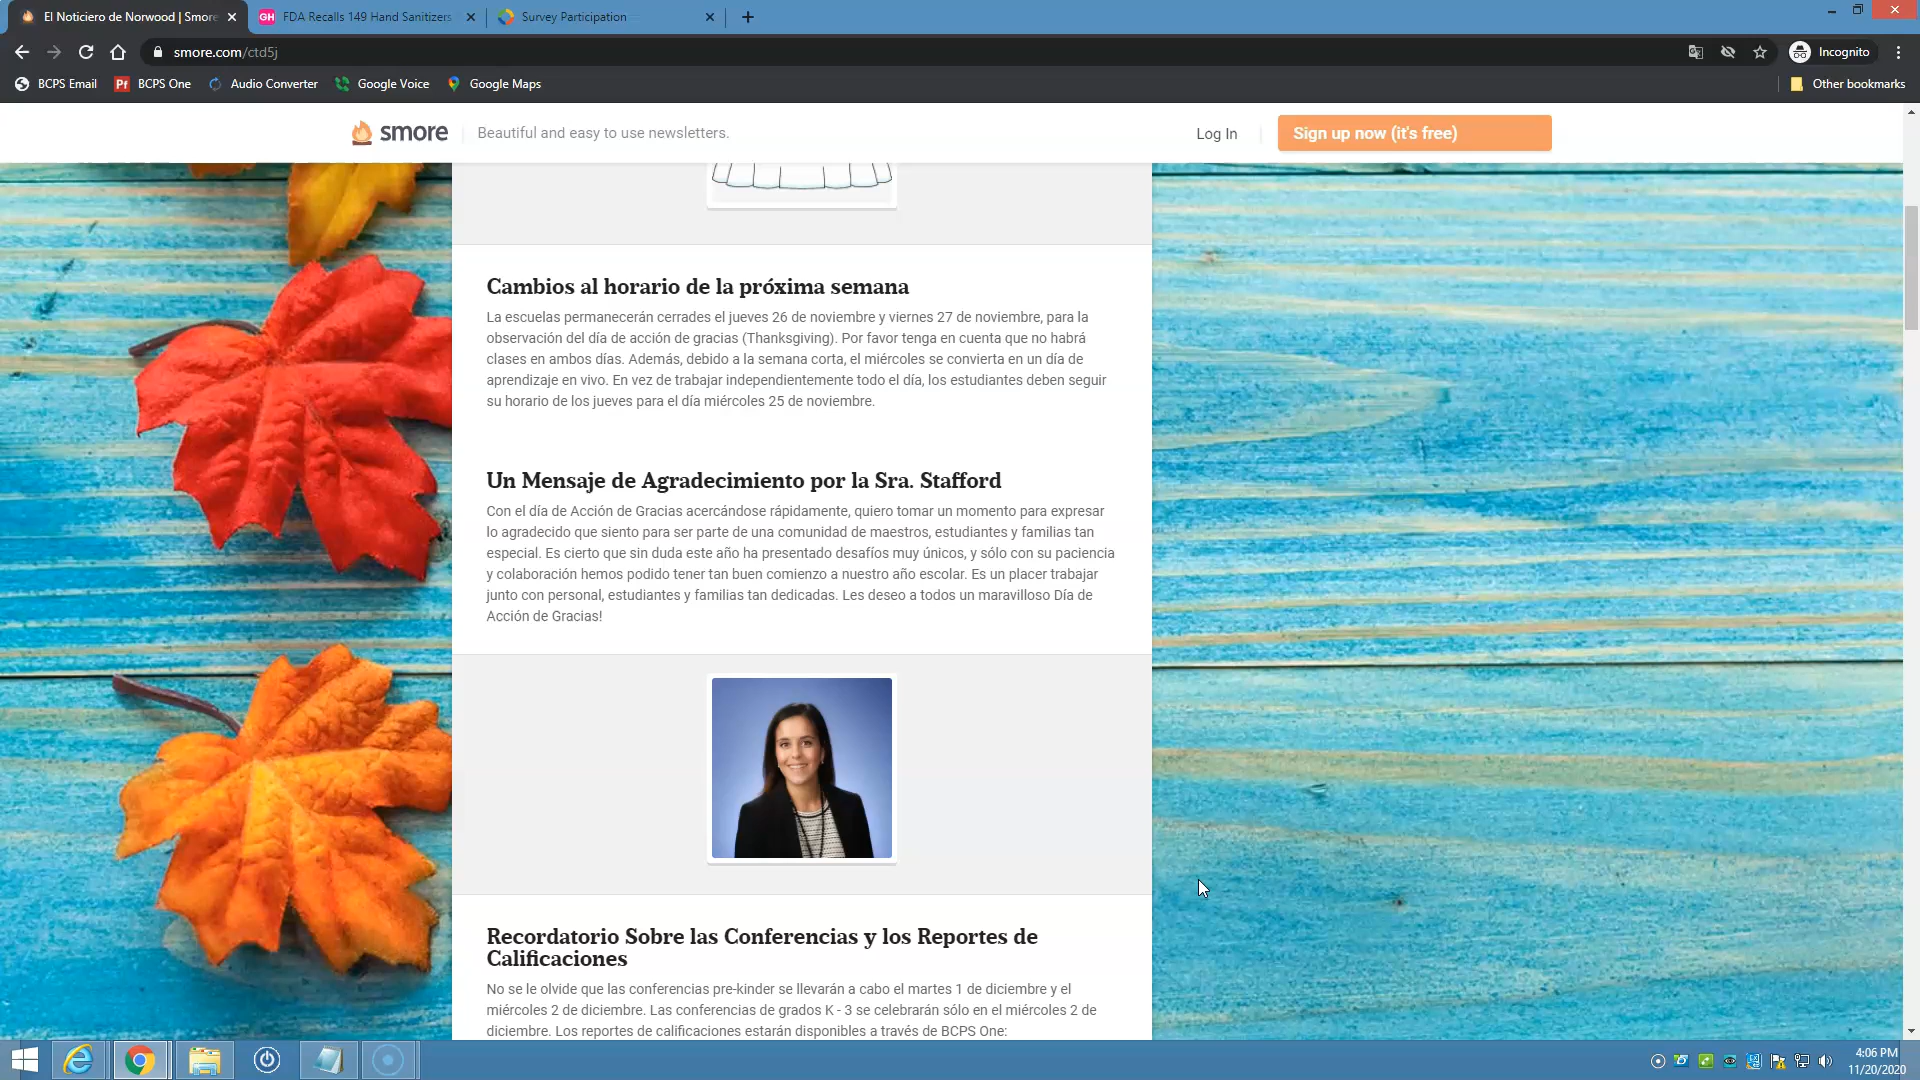 El Noticiero de Norwood | Smore
FDA Recalls 149 Hand Sanitizers
Survey Participation
smore.com/ctd5j
Incognito
BCPS Email
BCPS One
Audio Converter
Google Voice
Google Maps
Other bookmarks
smore
Beautiful and easy to use newsletters.
Log In
Sign up now (it's free)
Cambios al horario de la próxima semana
La escuelas permanecerán cerrades el jueves 26 de noviembre y viernes 27 de noviembre, para la
observación del día de acción de gracias (Thanksgiving). Por favor tenga en cuenta que no habrá
clases en ambos días. Además, debido a la semana corta, el miércoles se convierta en un día de
aprendizaje en vivo. En vez de trabajar independientemente todo el día, los estudiantes deben seguir
su horario de los jueves para el día miércoles 25 de noviembre.
Un Mensaje de Agradecimiento por la Sra. Stafford
Con el día de Acción de Gracias acercándose rápidamente, quiero tomar un momento para expresar
lo agradecido que siento para ser parte de una comunidad de maestros, estudiantes y familias tan
especial. Es cierto que sin duda este año ha presentado desafíos muy únicos, y sólo con su paciencia
y colaboración hemos podido tener tan buen comienzo a nuestro año escolar. Es un placer trabajar
junto con personal, estudiantes y familias tan dedicadas. Les deseo a todos un maravilloso Día de
Acción de Gracias!
Recordatorio Sobre las Conferencias y los Reportes de
Calificaciones
No se le olvide que las conferencias pre-kinder se llevarán a cabo el martes 1 de diciembre y el
miércoles 2 de diciembre. Las conferencias de grados K - 3 se celebrarán sólo en el miércoles 2 de
diciembre. Los reportes de calificaciones estarán disponibles a través de BCPS One:
4:06 PM
11/20/2020